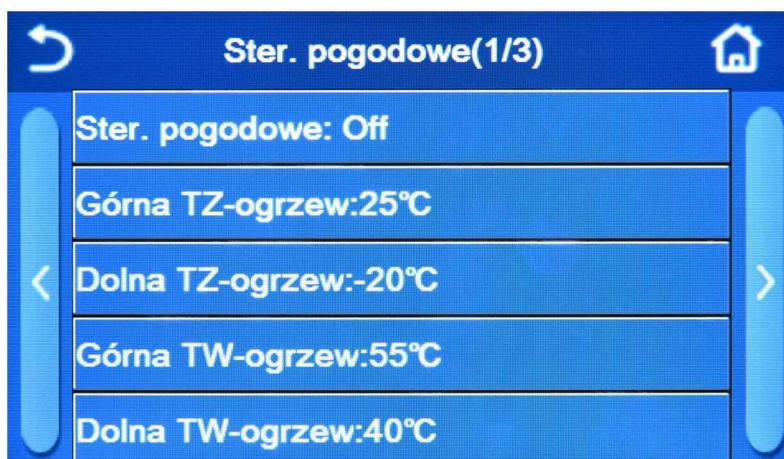 Ster. pogodowe(1/3)
Ster. pogodowe: Off
Górna TZ-ogrzew:25℃
Dolna TZ-ogrzew:-20℃
Górna TW-ogrzew:55℃
Dolna TW-ogrzew:40℃